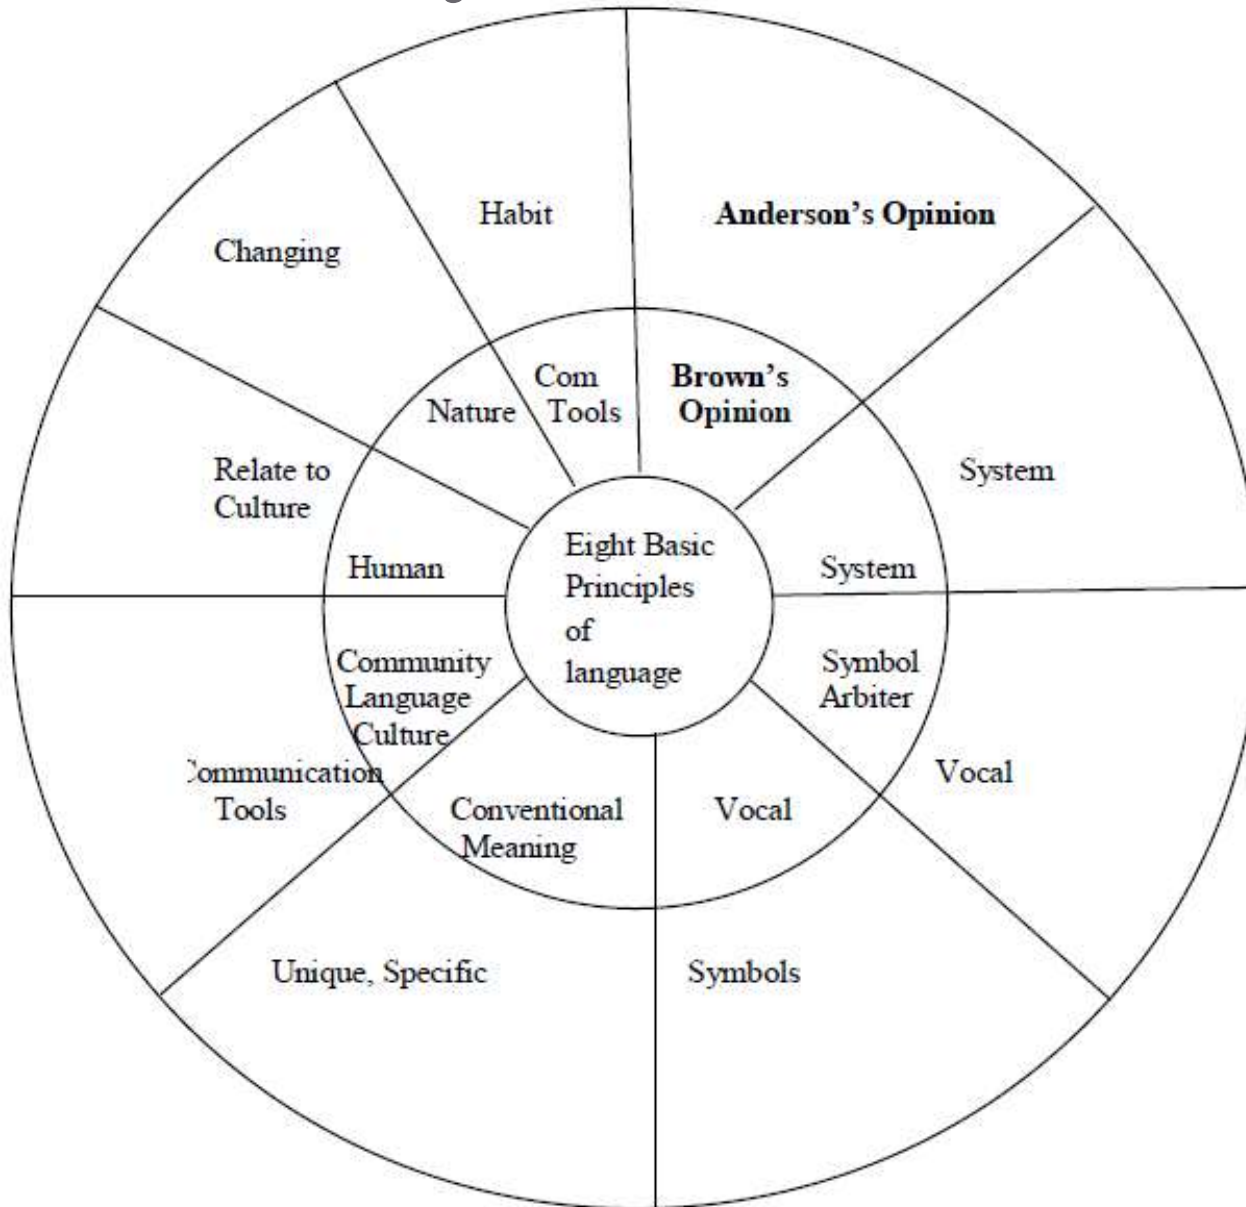 Habit
Anderson’s Opinion
Changing
Com
Tools
Brown’s
Opinion
Nature
Relate to
Culture
System
Human
Eight Basic
Principles
of
language
System
Community
Language
Culture
Symbol
Arbiter
Communication
Tools
Vocal
Conventional
Meaning
Vocal
Unique, Specific
Symbols